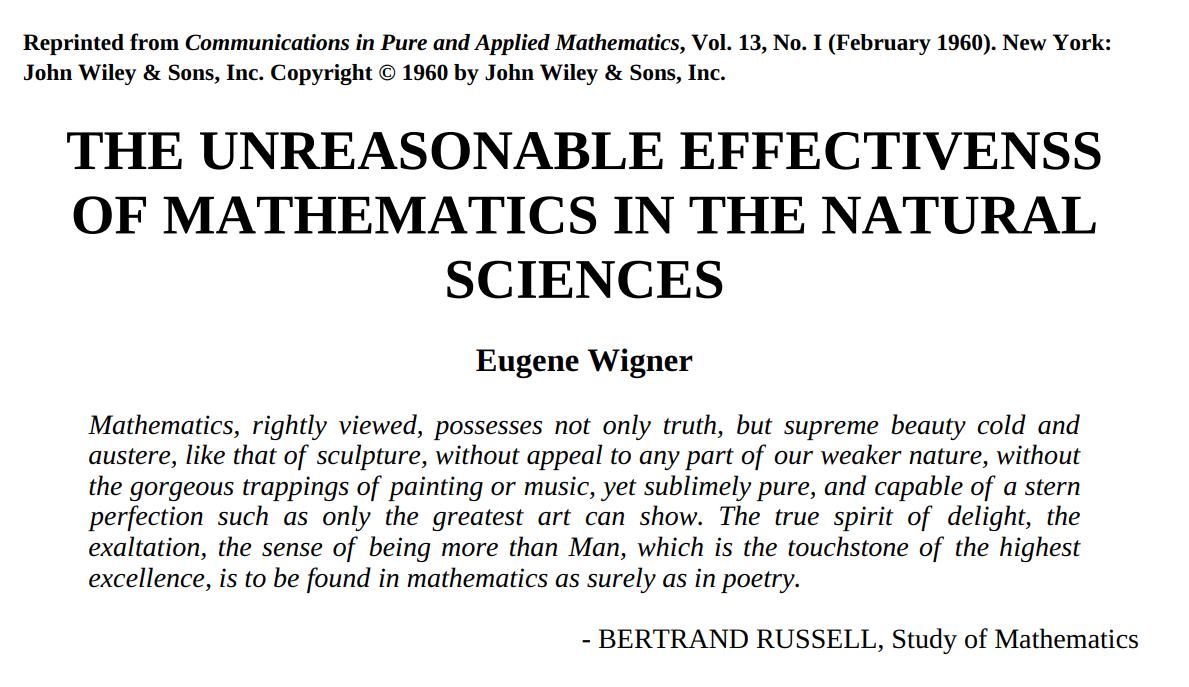 Reprinted from Communications in Pure and Applied Mathematics, Vol. 13, No. I (February 1960). New York:
John Wiley & Sons, Inc. Copyright © 1960 by John Wiley & Sons, Inc.
THE UNREASONABLE EFFECTIVENSS
OF MATHEMATICS IN THE NATURAL
SCIENCES
Eugene Wigner
Mathematics, rightly viewed, possesses not only truth, but supreme beauty cold and
austere, like that of sculpture, without appeal to any part of our weaker nature, without
the gorgeous trappings of painting or music, yet sublimely pure, and capable of a stern
perfection such as only the greatest art can show. The true spirit of delight, the
exaltation, the sense of being more than Man, which is the touchstone of the highest
excellence, is to be found in mathematics as surely as in poetry.
- BERTRAND RUSSELL, Study of Mathematics